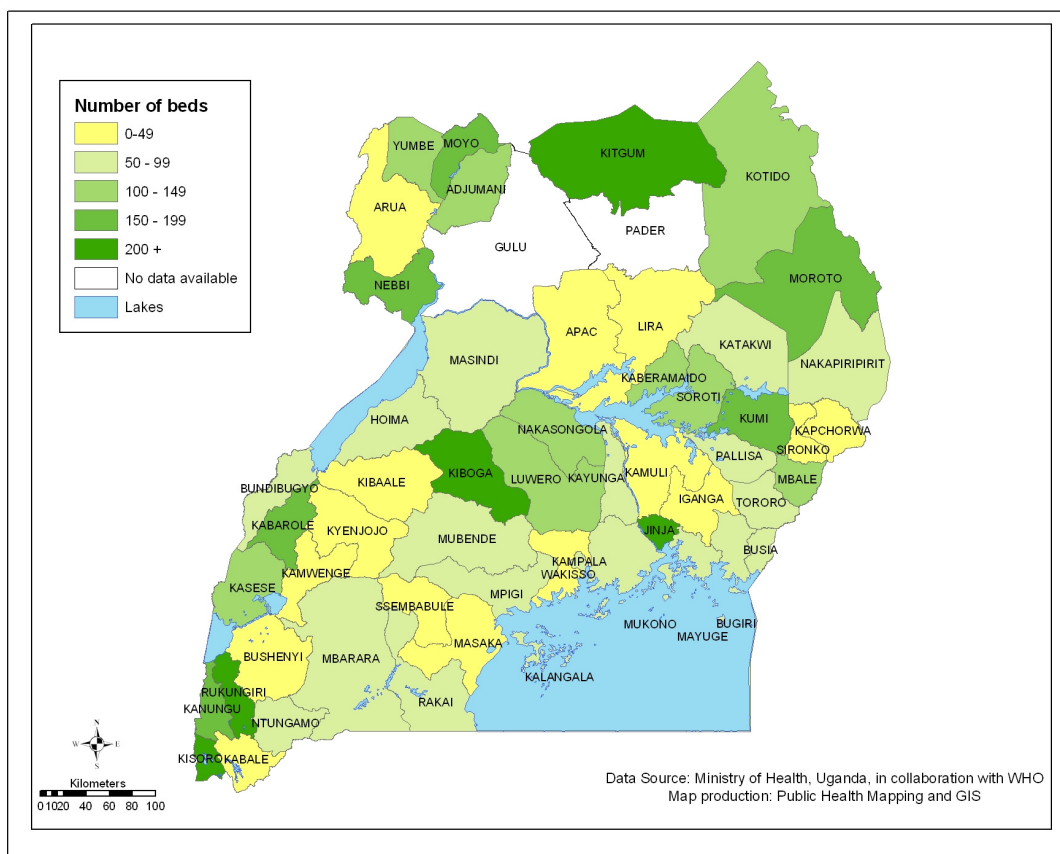 Number of beds
0-49
50 - 99
100 - 149
150 - 199
200 +
No data available
Lakes
YUMBE
MOYO
ADJUMANI
ARUA
KITGUM
KOTIDO
GULU
PADER
NEBBI
MOROTO
APAC
LIRA
KATAKWI
NAKAPIRIPIRIT
MASINDI
KABERAMAIDO
SOROTI
HOIMA
KUMI
NAKASONGOLA
KAPCHORWA
SIRONKO
KIBOGA
LUWERO
KAYUNGA
KAMULI
PALLISA
MBALE
KIBAALE
BUNDIBUGYO
IGANGA
TORORO
KABAROLE
KYENJOJO
MUBENDE
JINJA
BUSIA
KASESE
KAMWENGE
KAMPALA
WAKISSO
MPIGI
SSEMBABULE
MUKONO
MAYUGE
BUGIRI
MASAKA
BUSHENYI
MBARARA
KALANGALA
RUKUNGIRI
KANUNGU
RAKAI
NTUNGAMO
KISORO
KABALE
N
W
E
S
Kilometers
0 10 20 40 60 80 100
Data Source: Ministry of Health, Uganda, in collaboration with WHO
Map production: Public Health Mapping and GIS